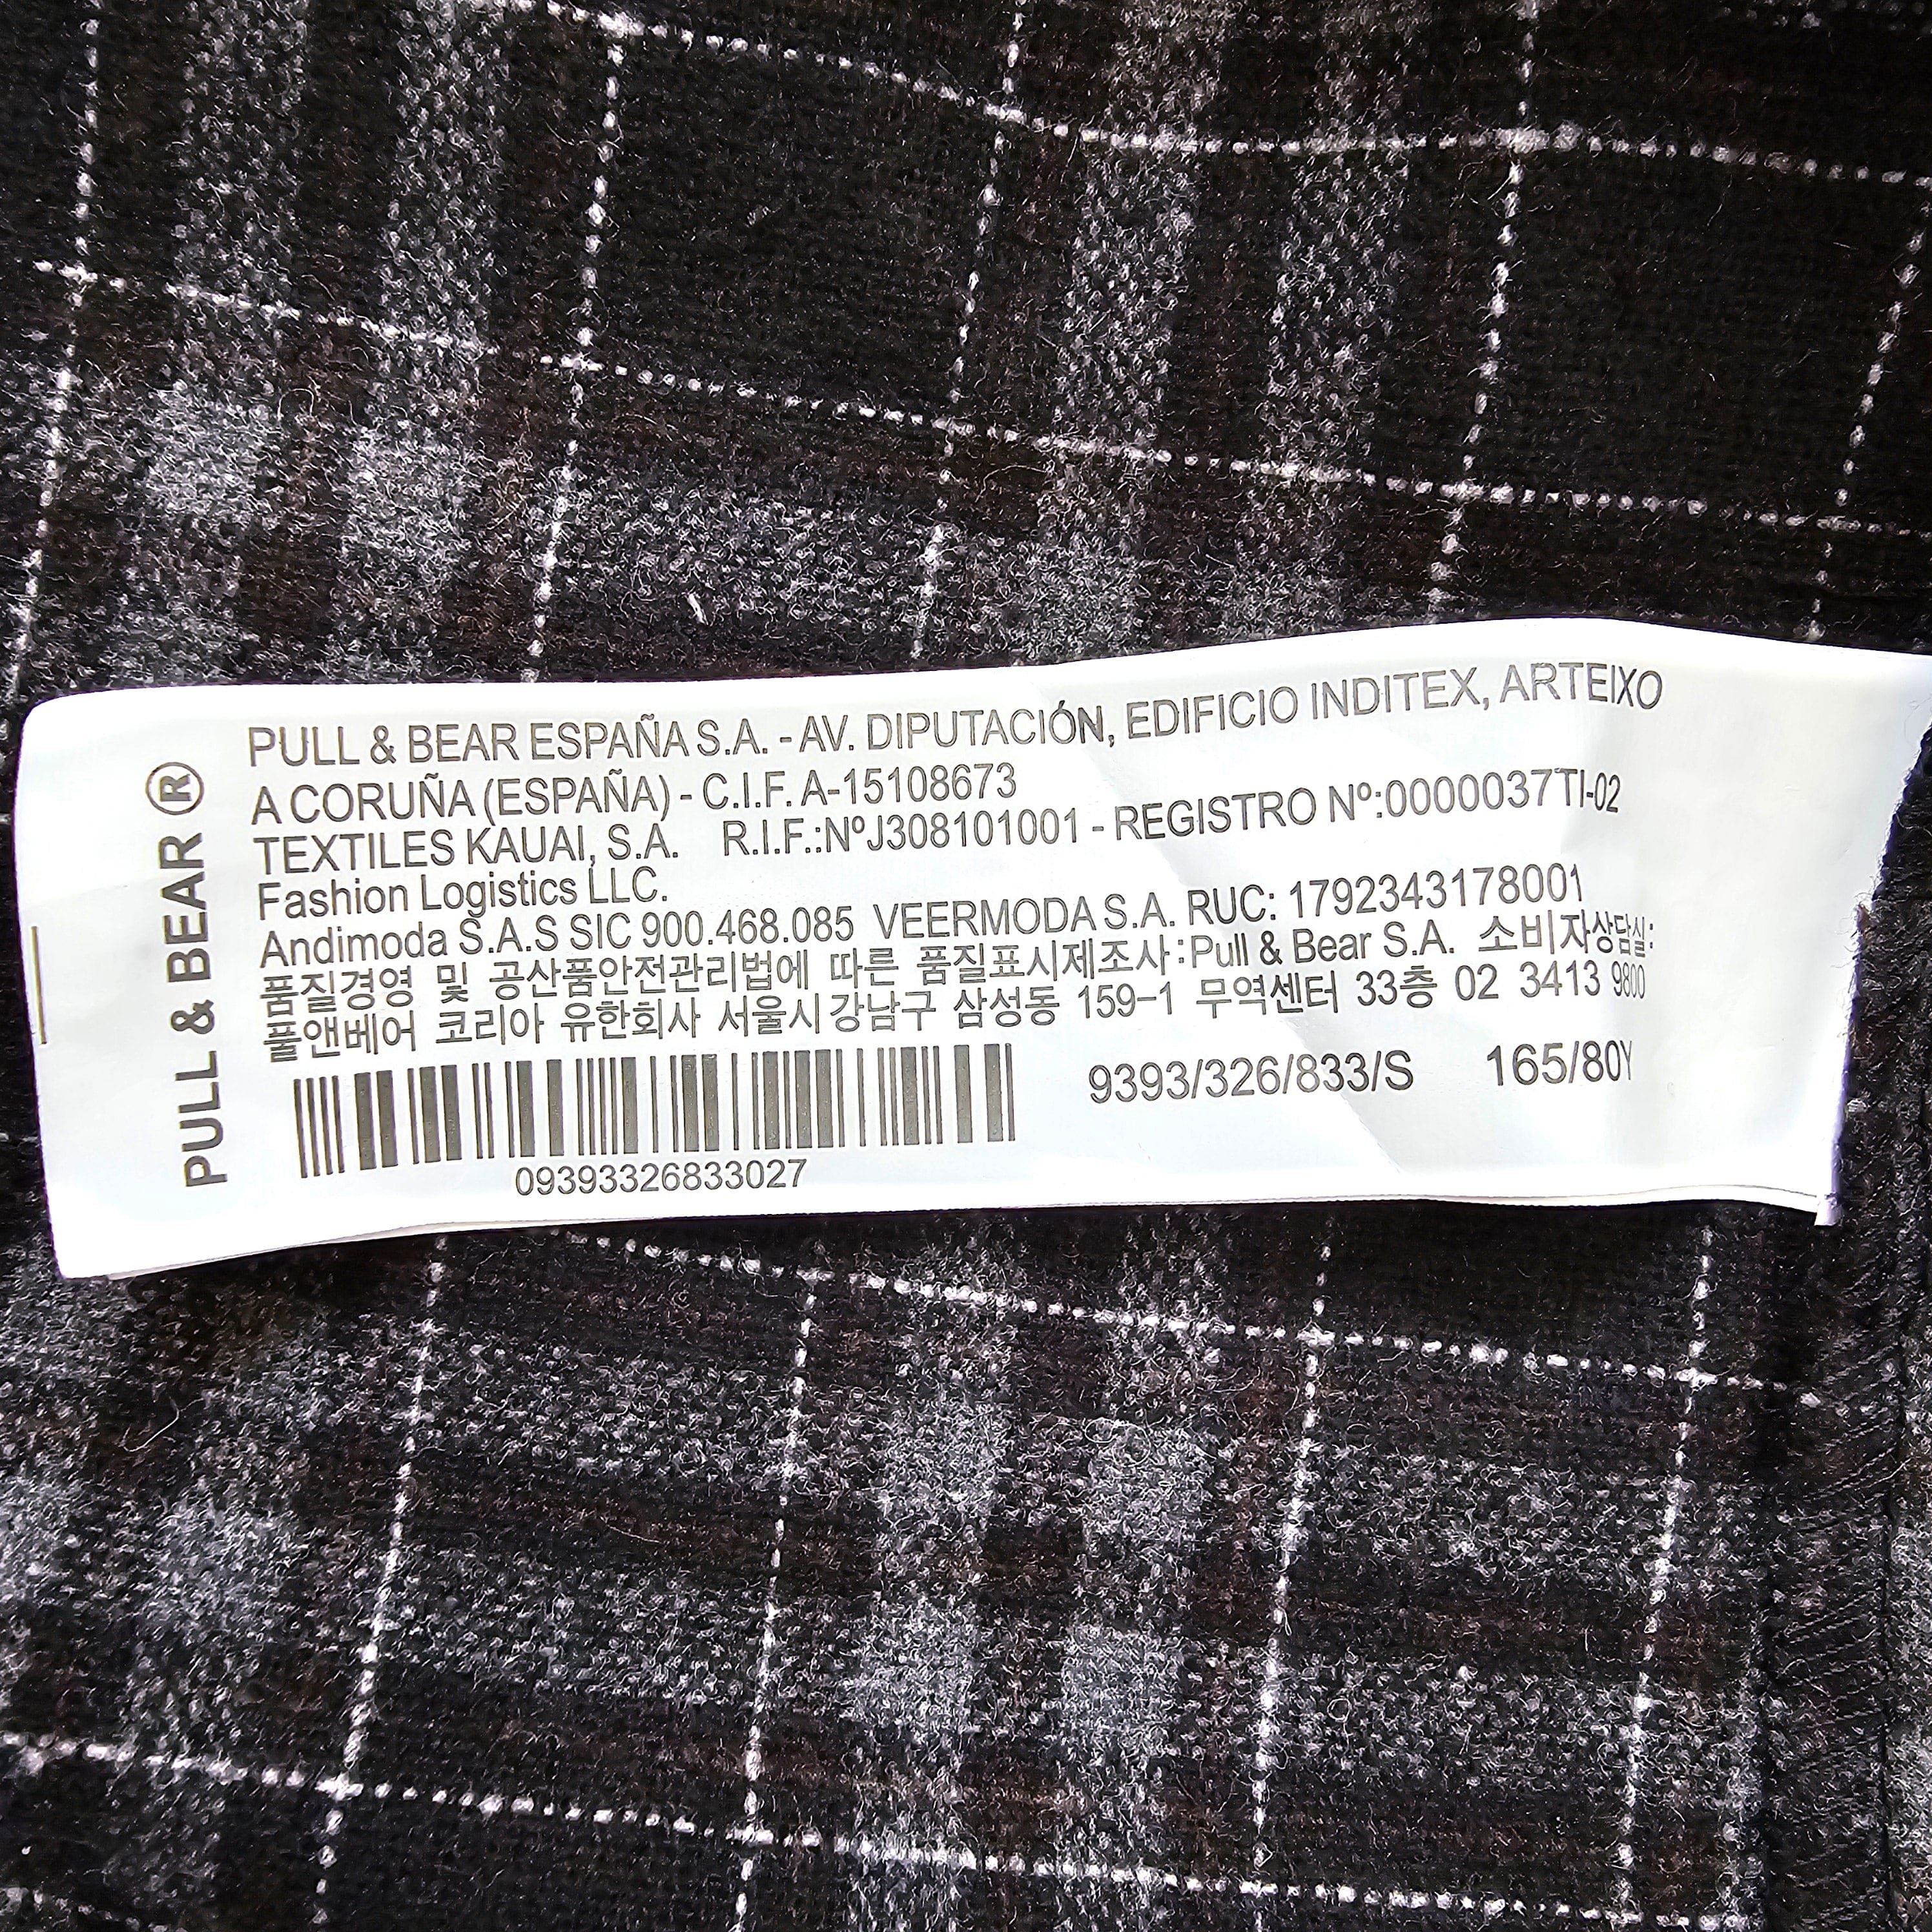 PULL & BEAR ®
PULL & BEAR ESPAÑA S.A. - AV. DIPUTACIÓN, EDIFICIO INDITEX, ARTEIXO
A CORUÑA (ESPAÑA) - C.I.F. A-15108673
TEXTILES KAUAI, S.A. R.I.F.:NºJ308101001 - REGISTRO Nº:0000037TI-02
Fashion Logistics LLC.
Andimoda S.A.S SIC 900.468.085 VEERMODA S.A. RUC: 1792343178001
품질경영 및 공산품안전관리법에 따른 품질표시제조사:Pull & Bear S.A. 소비자상담실:
풀앤베어 코리아 유한회사 서울시 강남구 삼성동 159-1 무역센터 33층 02 3413 9800
9393/326/833/S 165/80Y
09393326833027